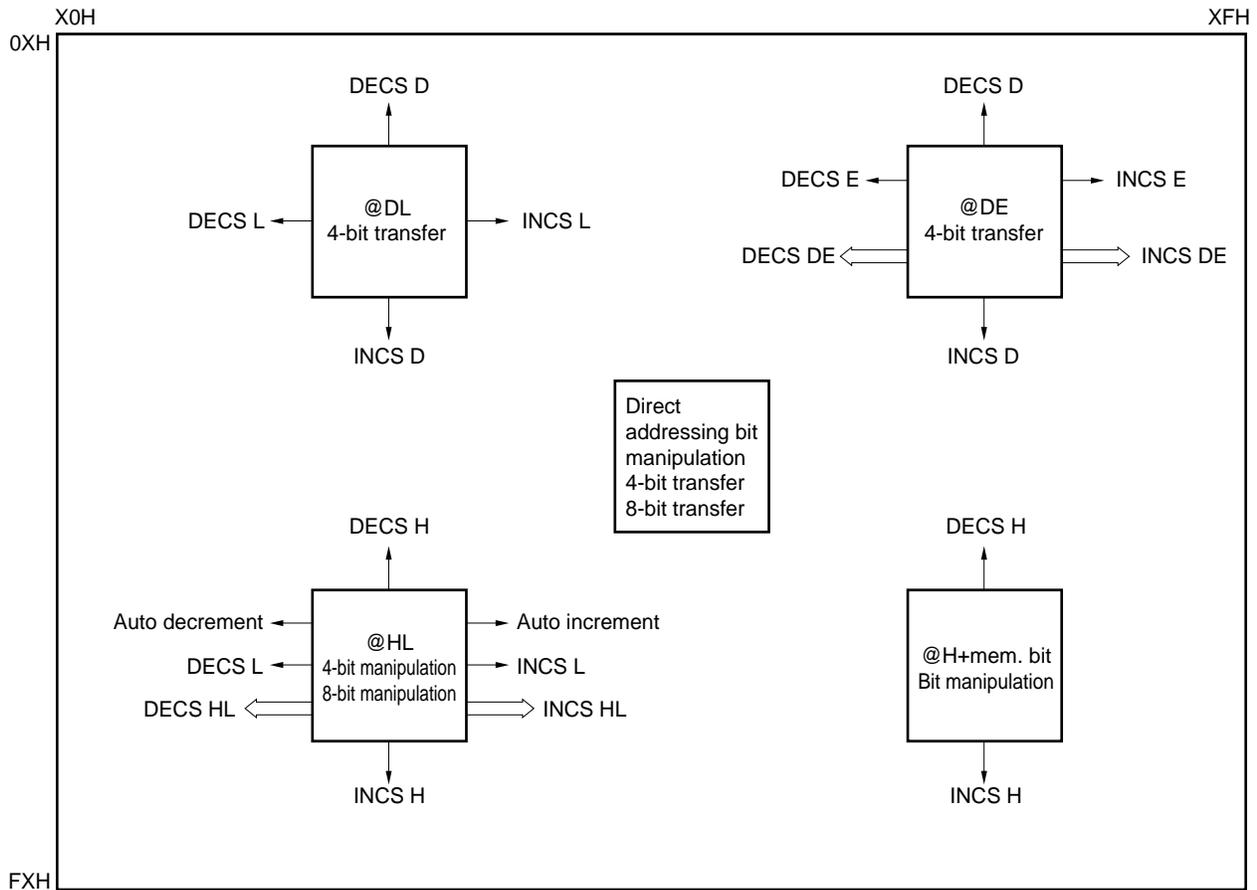 X0H
XFH
0XH
DECS D
DECS D
DECS E
INCS E
@DL
4-bit transfer
DECS L
INCS L
@DE
4-bit transfer
DECS DE
INCS DE
INCS D
INCS D
Direct
addressing bit
manipulation
4-bit transfer
8-bit transfer
DECS H
DECS H
Auto decrement
Auto increment
@HL
4-bit manipulation
8-bit manipulation
DECS L
INCS L
DECS HL
INCS HL
@H+mem. bit
Bit manipulation
INCS H
INCS H
FXH